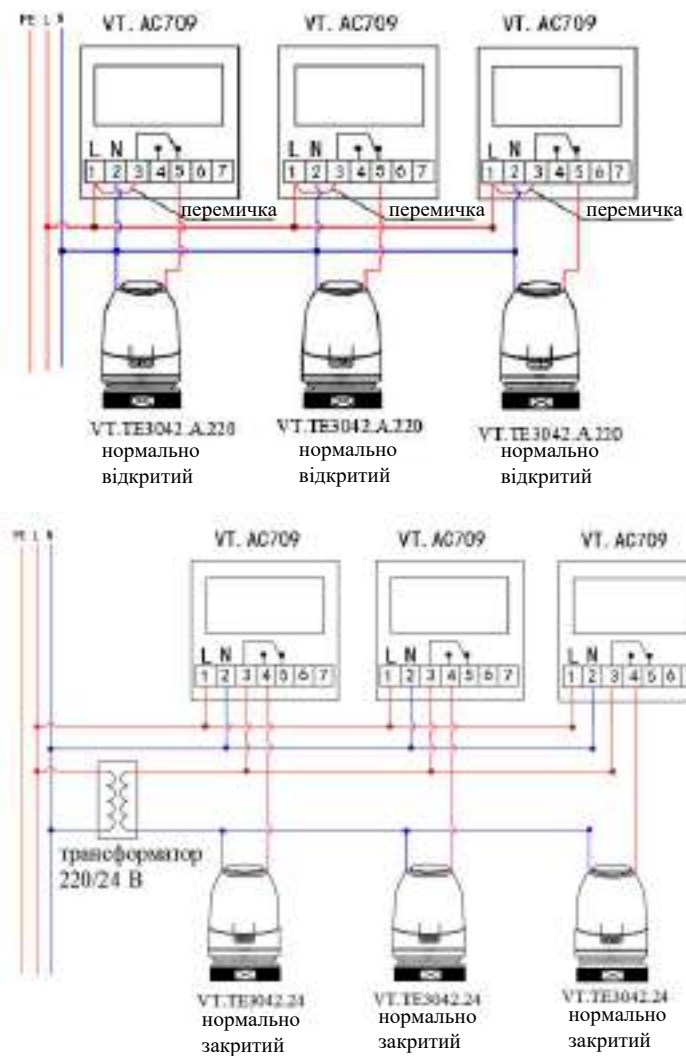 PE L N VT. AC709 VT. AC709 VT. AC709
L N L N L N
1 2 3 4 5 6 7 1 2 3 4 5 6 7 1 2 3 4 5 6 7
перемичка перемичка перемичка
VT.TE3042.A.220 VT.TE3042.A.220 VT.TE3042.A.220
нормально нормально нормально
відкритий відкритий відкритий
PE L N VT. AC709 VT. AC709 VT. AC709
L N L N L N
1 2 3 4 5 6 7 1 2 3 4 5 6 7 1 2 3 4 5 6
трансформатор
220/24 В
VT.TE3042.24 VT.TE3042.24 VT.TE3042.24
нормально нормально нормально
закритий закритий закритий